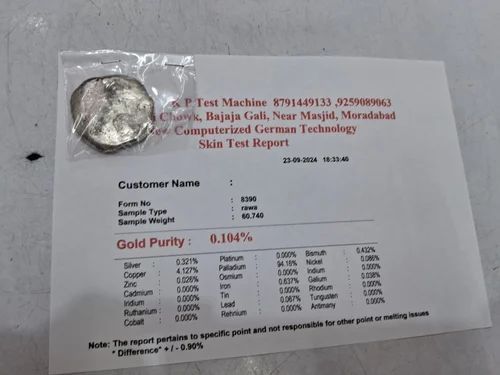 K P Test Machine 8791449133 ,9259089063
Chowk, Bajaja Gali, Near Masjid, Moradabad
New Computerized German Technology
Skin Test Report
23-09-2024 18:33:40
Customer Name :
Form No : 8390
Sample Type : rawa
Sample Weight : 60.740
Gold Purity : 0.104%
Silver 0.321% Platinum 0.000% Bismuth 0.432%
Copper 4.127% Palladium 94.16% Nickel 0.086%
Zinc 0.026% Osmium 0.000% Indium 0.000%
Cadmium 0.000% Iron 0.637% Galium 0.038%
Iridium 0.000% Tin 0.000% Rhodium 0.000%
Ruthanium : 0.000% Lead 0.087% Tungsten 0.000%
Cobalt : 0.000% Rehnium : 0.000% Antimany : 0.000%
Note: The report pertains to specific point and not responsible for other point or melting issues
* Difference* + / - 0.90%